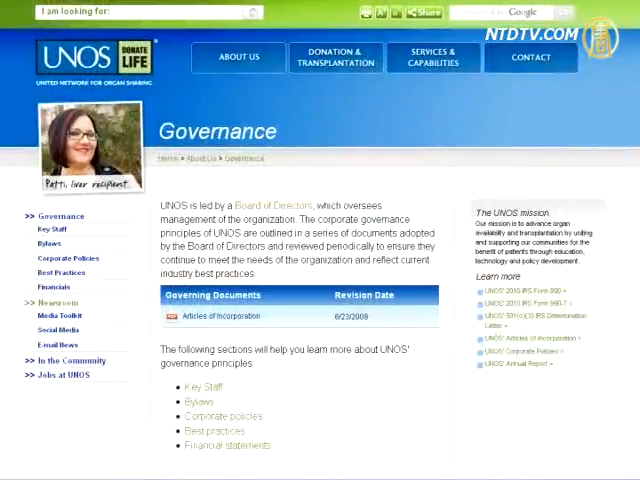 I am looking for:
Share
Google
NTDTV.COM
UNOS DONATE LIFE
UNITED NETWORK FOR ORGAN SHARING
ABOUT US
DONATION & TRANSPLANTATION
SERVICES & CAPABILITIES
CONTACT
Governance
Home > About Us > Governance
Patti, liver recipient
>> Governance
Key Staff
Bylaws
Corporate Policies
Best Practices
Financials
>> Newsroom
Media Toolkit
Social Media
E-mail News
>> In the Community
>> Jobs at UNOS
UNOS is led by a Board of Directors, which oversees
management of the organization. The corporate governance
principles of UNOS are outlined in a series of documents adopted
by the Board of Directors and reviewed periodically to ensure they
continue to meet the needs of the organization and reflect current
industry best practices.
Governing Documents Revision Date
Articles of Incorporation 6/23/2009
The following sections will help you learn more about UNOS'
governance principles:
Key Staff
Bylaws
Corporate policies
Best practices
Financial statements
The UNOS mission
Our mission is to advance organ
availability and transplantation by uniting
and supporting our communities for the
benefit of patients through education,
technology and policy development.
Learn more
UNOS' 2010 IRS Form 990 »
UNOS' 2010 IRS Form 990-T »
UNOS' 501(c)(3) IRS Determination
Letter »
UNOS' Articles of Incorporation »
UNOS' Corporate Policies »
UNOS' Annual Report »